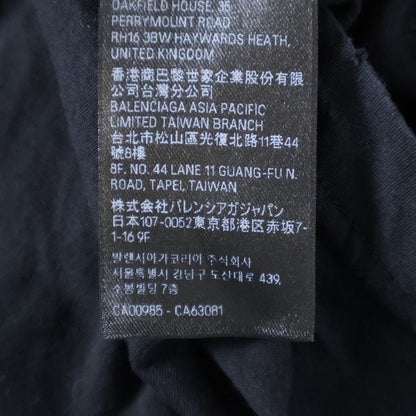 OAKFIELD HOUSE, 35
PERRYMOUNT ROAD
RH16 3BW HAYWARDS HEATH,
UNITED KINGDOM
香港商巴黎世家企業股份有限
公司台灣分公司
BALENCIAGA ASIA PACIFIC
LIMITED TAIWAN BRANCH
台北市松山區光復北路11巷44
號8樓
8F. NO. 44 LANE 11 GUANG-FU N.
ROAD, TAPEI, TAIWAN
株式会社バレンシアガジャパン
日本107-0052東京都港区赤坂7-
1-16 9F
발렌시아가코리아 주식회사
서울특별시 강남구 도산대로 439,
소봉빌딩 7층
CA00985 - CA63081